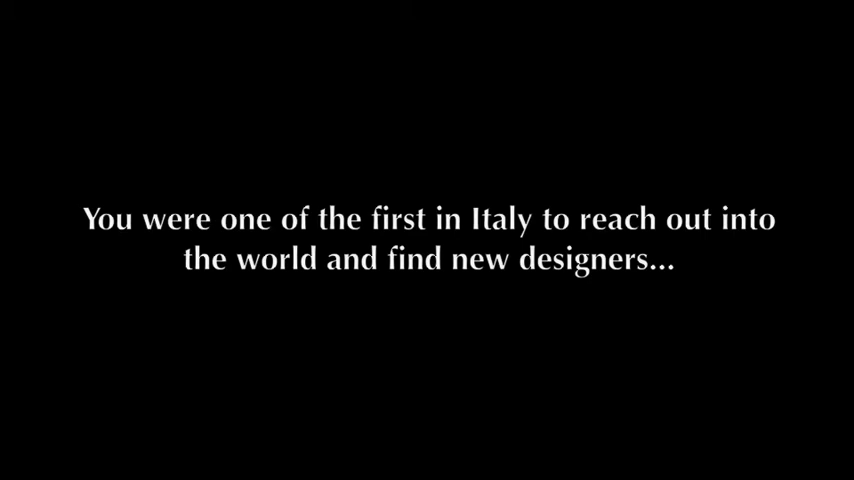 You were one of the first in Italy to reach out into
the world and find new designers...